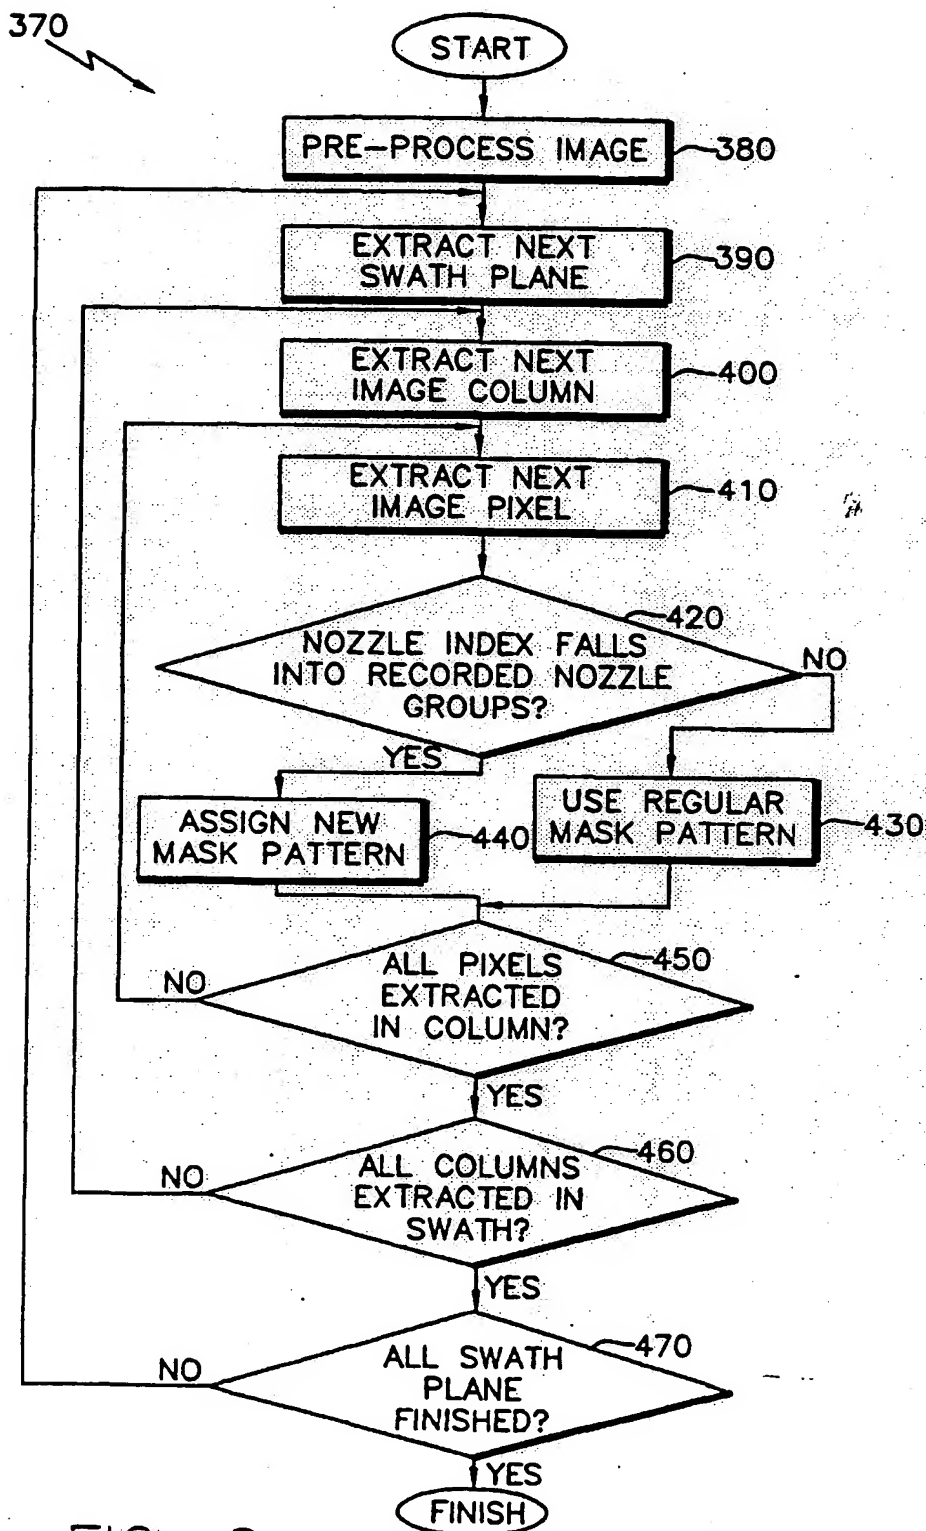 370
START
PRE-PROCESS IMAGE
380
EXTRACT NEXT
SWATH PLANE
390
EXTRACT NEXT
IMAGE COLUMN
400
EXTRACT NEXT
IMAGE PIXEL
410
420
NOZZLE INDEX FALLS
INTO RECORDED NOZZLE
GROUPS?
NO
YES
ASSIGN NEW
MASK PATTERN
440
USE REGULAR
MASK PATTERN
430
450
ALL PIXELS
EXTRACTED
IN COLUMN?
NO
YES
460
ALL COLUMNS
EXTRACTED IN
SWATH?
NO
YES
470
ALL SWATH
PLANE
FINISHED?
NO
YES
FINISH